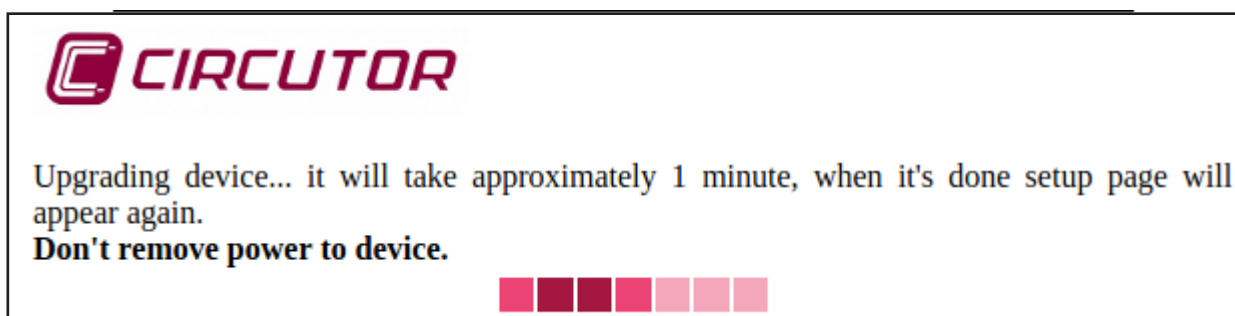 CIRCUTOR
Upgrading device... it will take approximately 1 minute, when it's done setup page will
appear again.
Don't remove power to device.